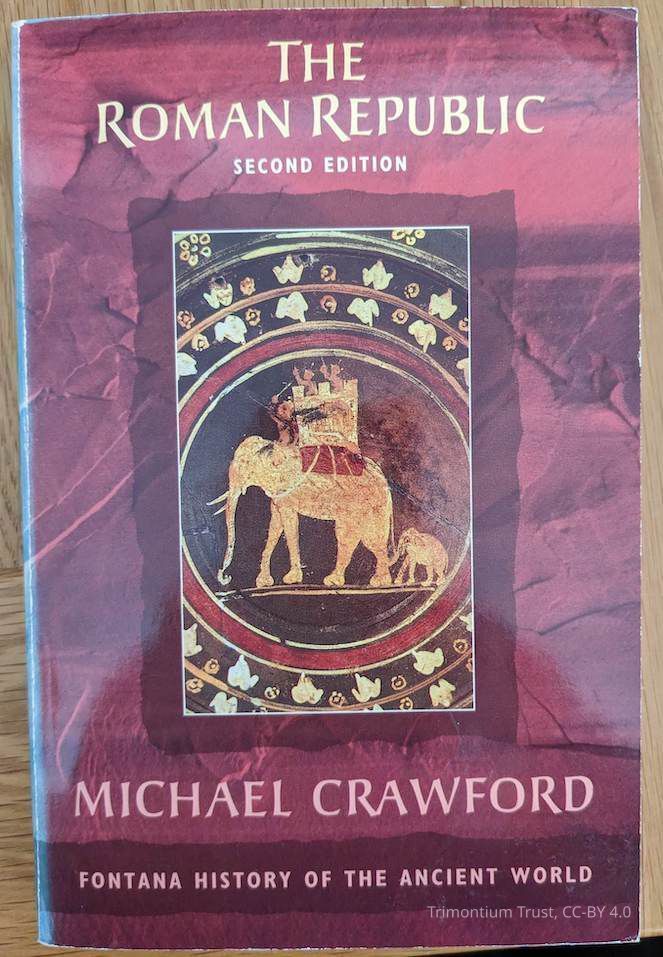 THE
ROMAN REPUBLIC
SECOND EDITION
MICHAEL CRAWFORD
FONTANA HISTORY OF THE ANCIENT WORLD
Trimontium Trust, CC-BY 4.0